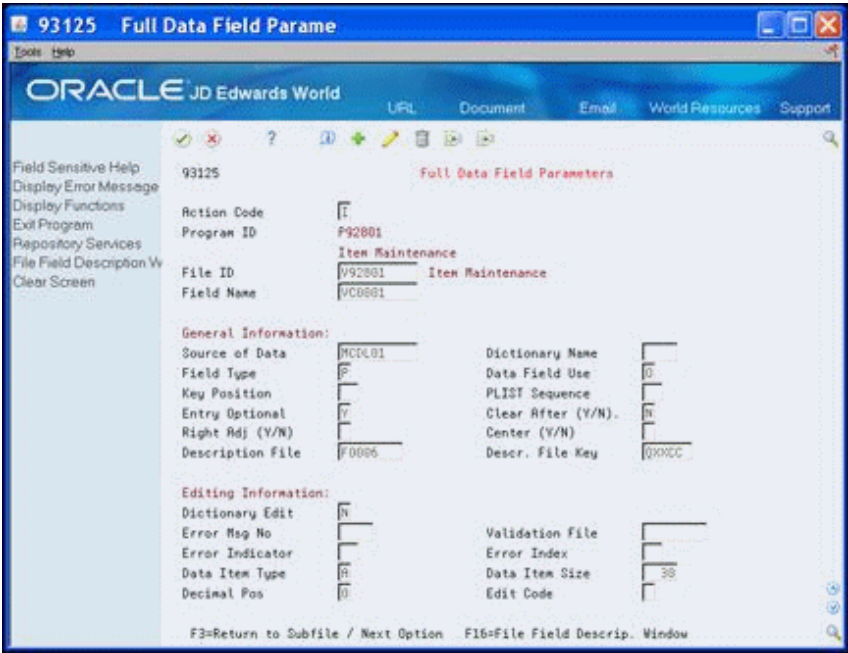 93125 Full Data Field Parame
Tools Help
ORACLE JD Edwards World
URL Document Email World Resources Support
Field Sensitive Help
Display Error Message
Display Functions
Exit Program
Repository Services
File Field Description W
Clear Screen
93125 Full Data Field Parameters
Action Code I
Program ID P92801
Item Maintenance
File ID V92801 Item Maintenance
Field Name VC0801
General Information:
Source of Data MCDL01 Dictionary Name
Field Type P Data Field Use O
Key Position PLIST Sequence
Entry Optional Y Clear After (Y/N). N
Right Adj (Y/N) Center (Y/N)
Description File F0006 Descr. File Key QXXCC
Editing Information:
Dictionary Edit N
Error Msg No Validation File
Error Indicator Error Index
Data Item Type A Data Item Size 30
Decimal Pos 0 Edit Code
F3=Return to Subfile / Next Option F16=File Field Descrip. Window